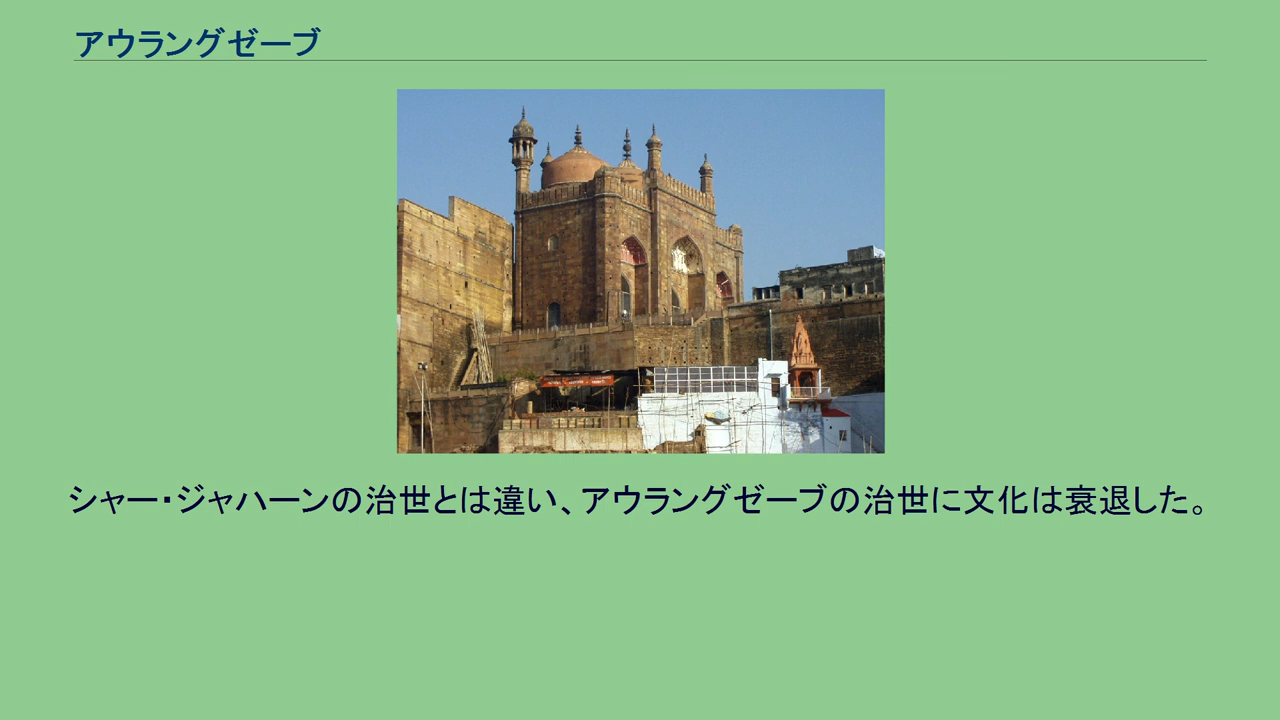 アウラングゼーブ
シャー・ジャハーンの治世とは違い、アウラングゼーブの治世に文化は衰退した。